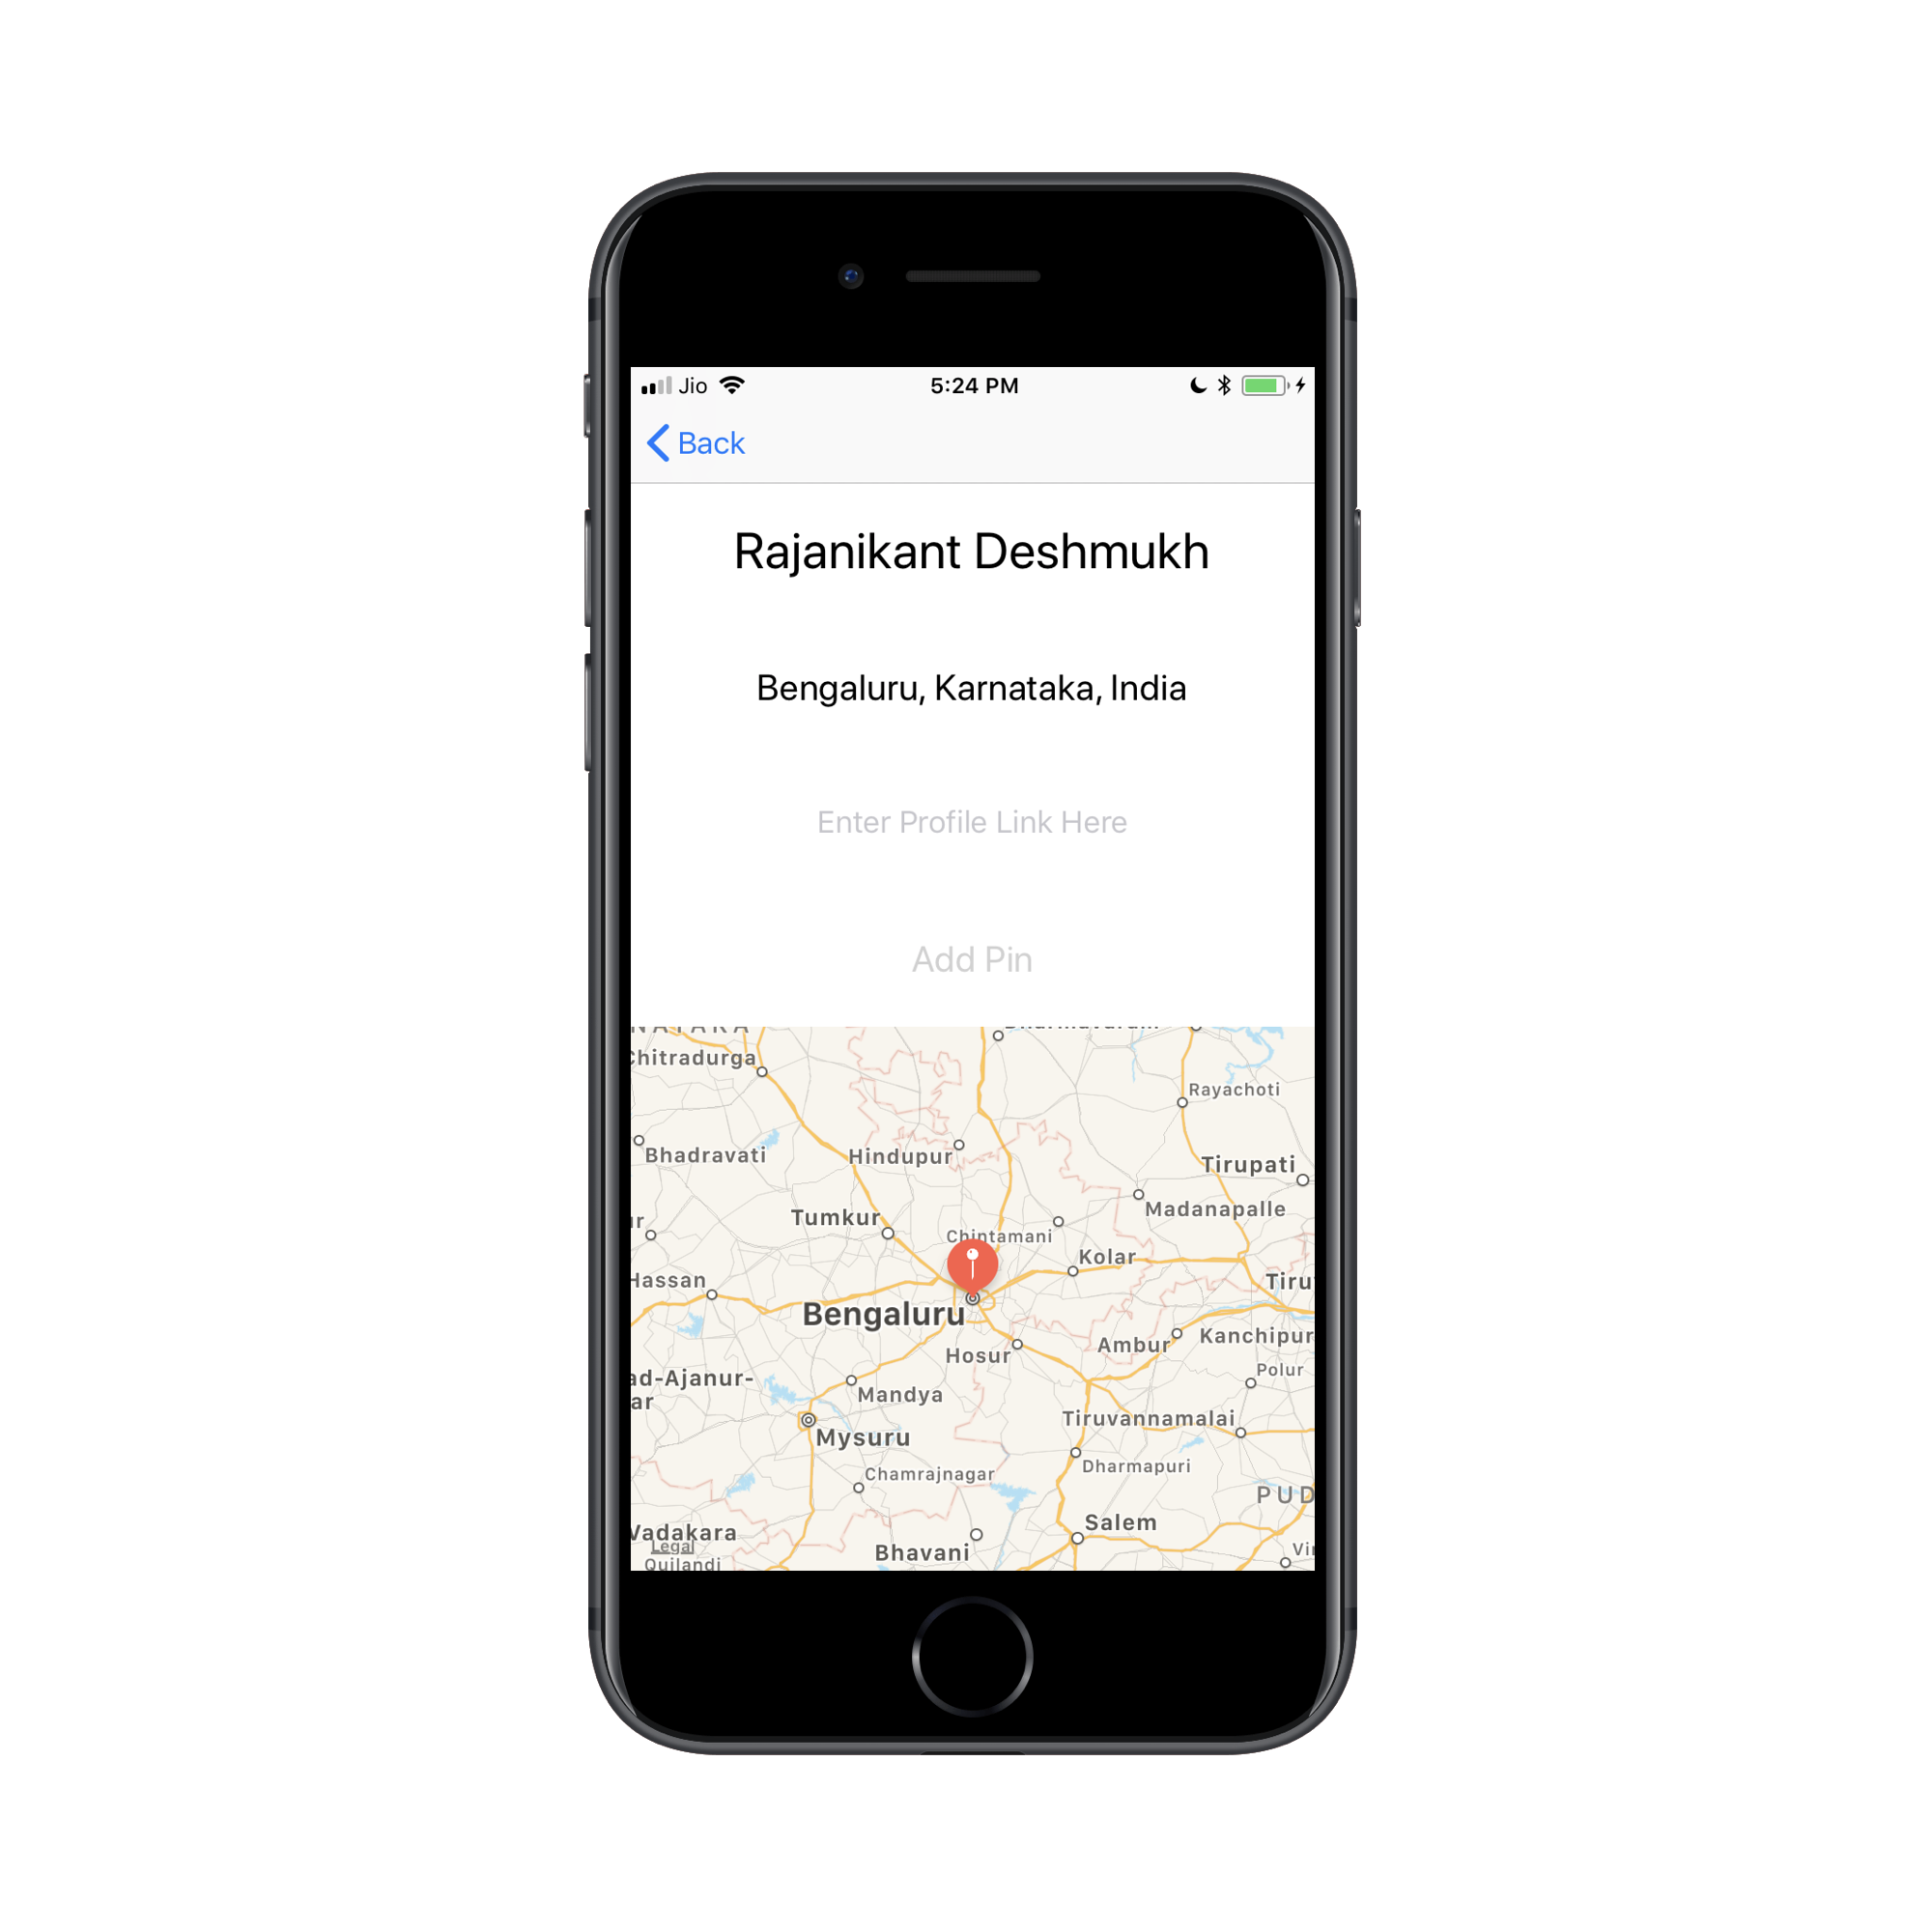 Jio 5:24 PM
Back
Rajanikant Deshmukh
Bengaluru, Karnataka, India
Enter Profile Link Here
Add Pin
Chitradurga
Rayachoti
Bhadravati
Hindupur
Tirupati
Madanapalle
Tumkur
Chintamani
Kolar
Hassan
Tiru
Bengaluru
Kanchipur
Ambur
Hosur
Polur
ad-Ajanur-
ar
Mandya
Tiruvannamalai
Mysuru
Dharmapuri
Chamrajnagar
PUD
Salem
Vadakara
Legal
Bhavani
Quilandi